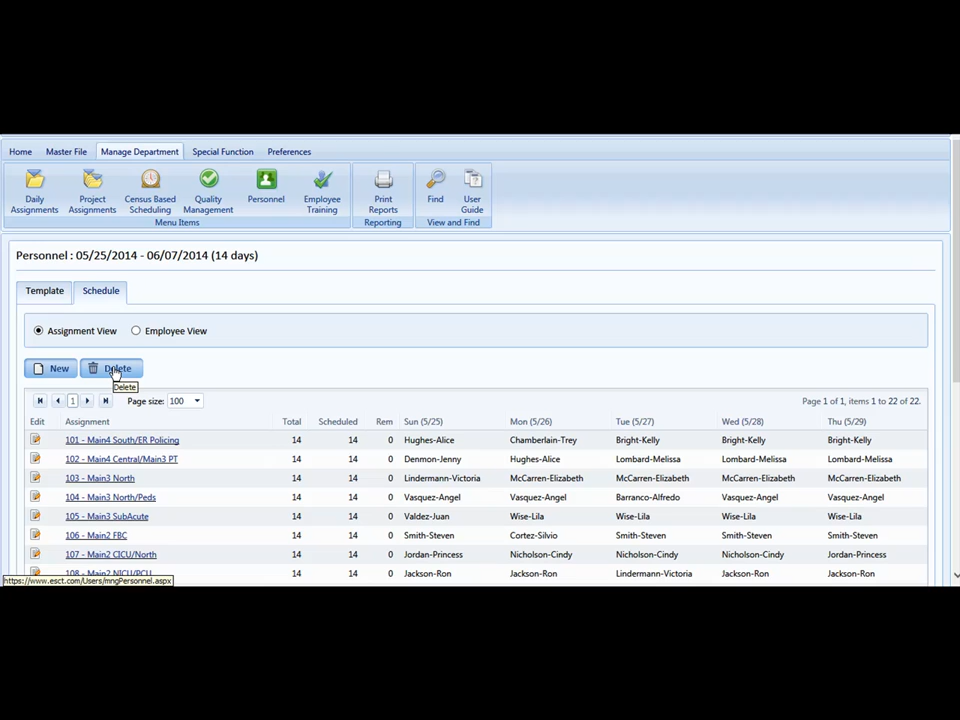 Home Master File Manage Department Special Function Preferences
Daily Assignments Project Assignments Census Based Scheduling Quality Management Personnel Employee Training Print Reports Find User Guide
Menu Items Reporting View and Find
Personnel : 05/25/2014 - 06/07/2014 (14 days)
Template Schedule
Assignment View Employee View
New Delete
Delete
1 Page size: 100 Page 1 of 1, items 1 to 22 of 22.
Edit Assignment Total Scheduled Rem Sun (5/25) Mon (5/26) Tue (5/27) Wed (5/28) Thu (5/29)
101 - Main4 South/ER Policing 14 14 0 Hughes-Alice Chamberlain-Trey Bright-Kelly Bright-Kelly Bright-Kelly
102 - Main4 Central/Main3 PT 14 14 0 Denmon-Jenny Hughes-Alice Lombard-Melissa Lombard-Melissa Lombard-Melissa
103 - Main3 North 14 14 0 Lindermann-Victoria McCarren-Elizabeth McCarren-Elizabeth McCarren-Elizabeth McCarren-Elizabeth
104 - Main3 North/Peds 14 14 0 Vasquez-Angel Vasquez-Angel Barranco-Alfredo Vasquez-Angel Vasquez-Angel
105 - Main3 SubAcute 14 14 0 Valdez-Juan Wise-Lila Wise-Lila Wise-Lila Wise-Lila
106 - Main2 FBC 14 14 0 Smith-Steven Cortez-Silvio Smith-Steven Smith-Steven Smith-Steven
107 - Main2 CICU/North 14 14 0 Jordan-Princess Nicholson-Cindy Nicholson-Cindy Nicholson-Cindy Jordan-Princess
108 - Main2 NICU/PCU 14 14 0 Jackson-Ron Jackson-Ron Lindermann-Victoria Jackson-Ron Jackson-Ron
https://www.esct.com/Users/mngPersonnel.aspx